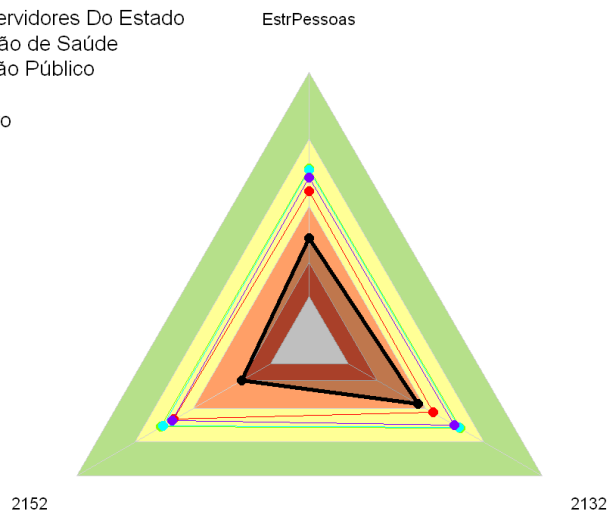 ervidores Do Estado
ão de Saúde
ão Público
o
EstrPessoas
2152
2132